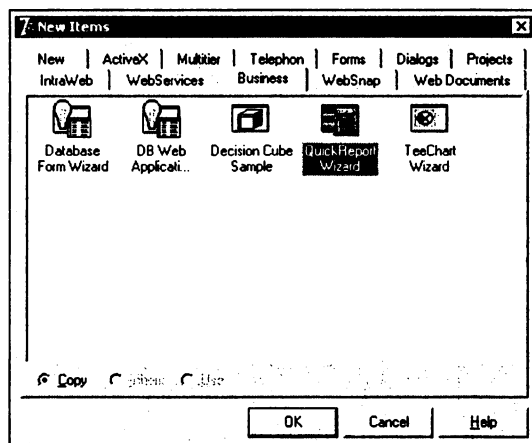 7 New Items
New ActiveX Multitier Telephon Forms Dialogs Projects
IntraWeb WebServices Business WebSnap Web Documents
Database Form Wizard
DB Web Applicati...
Decision Cube Sample
QuickReport Wizard
TeeChart Wizard
Copy Use
OK Cancel Help